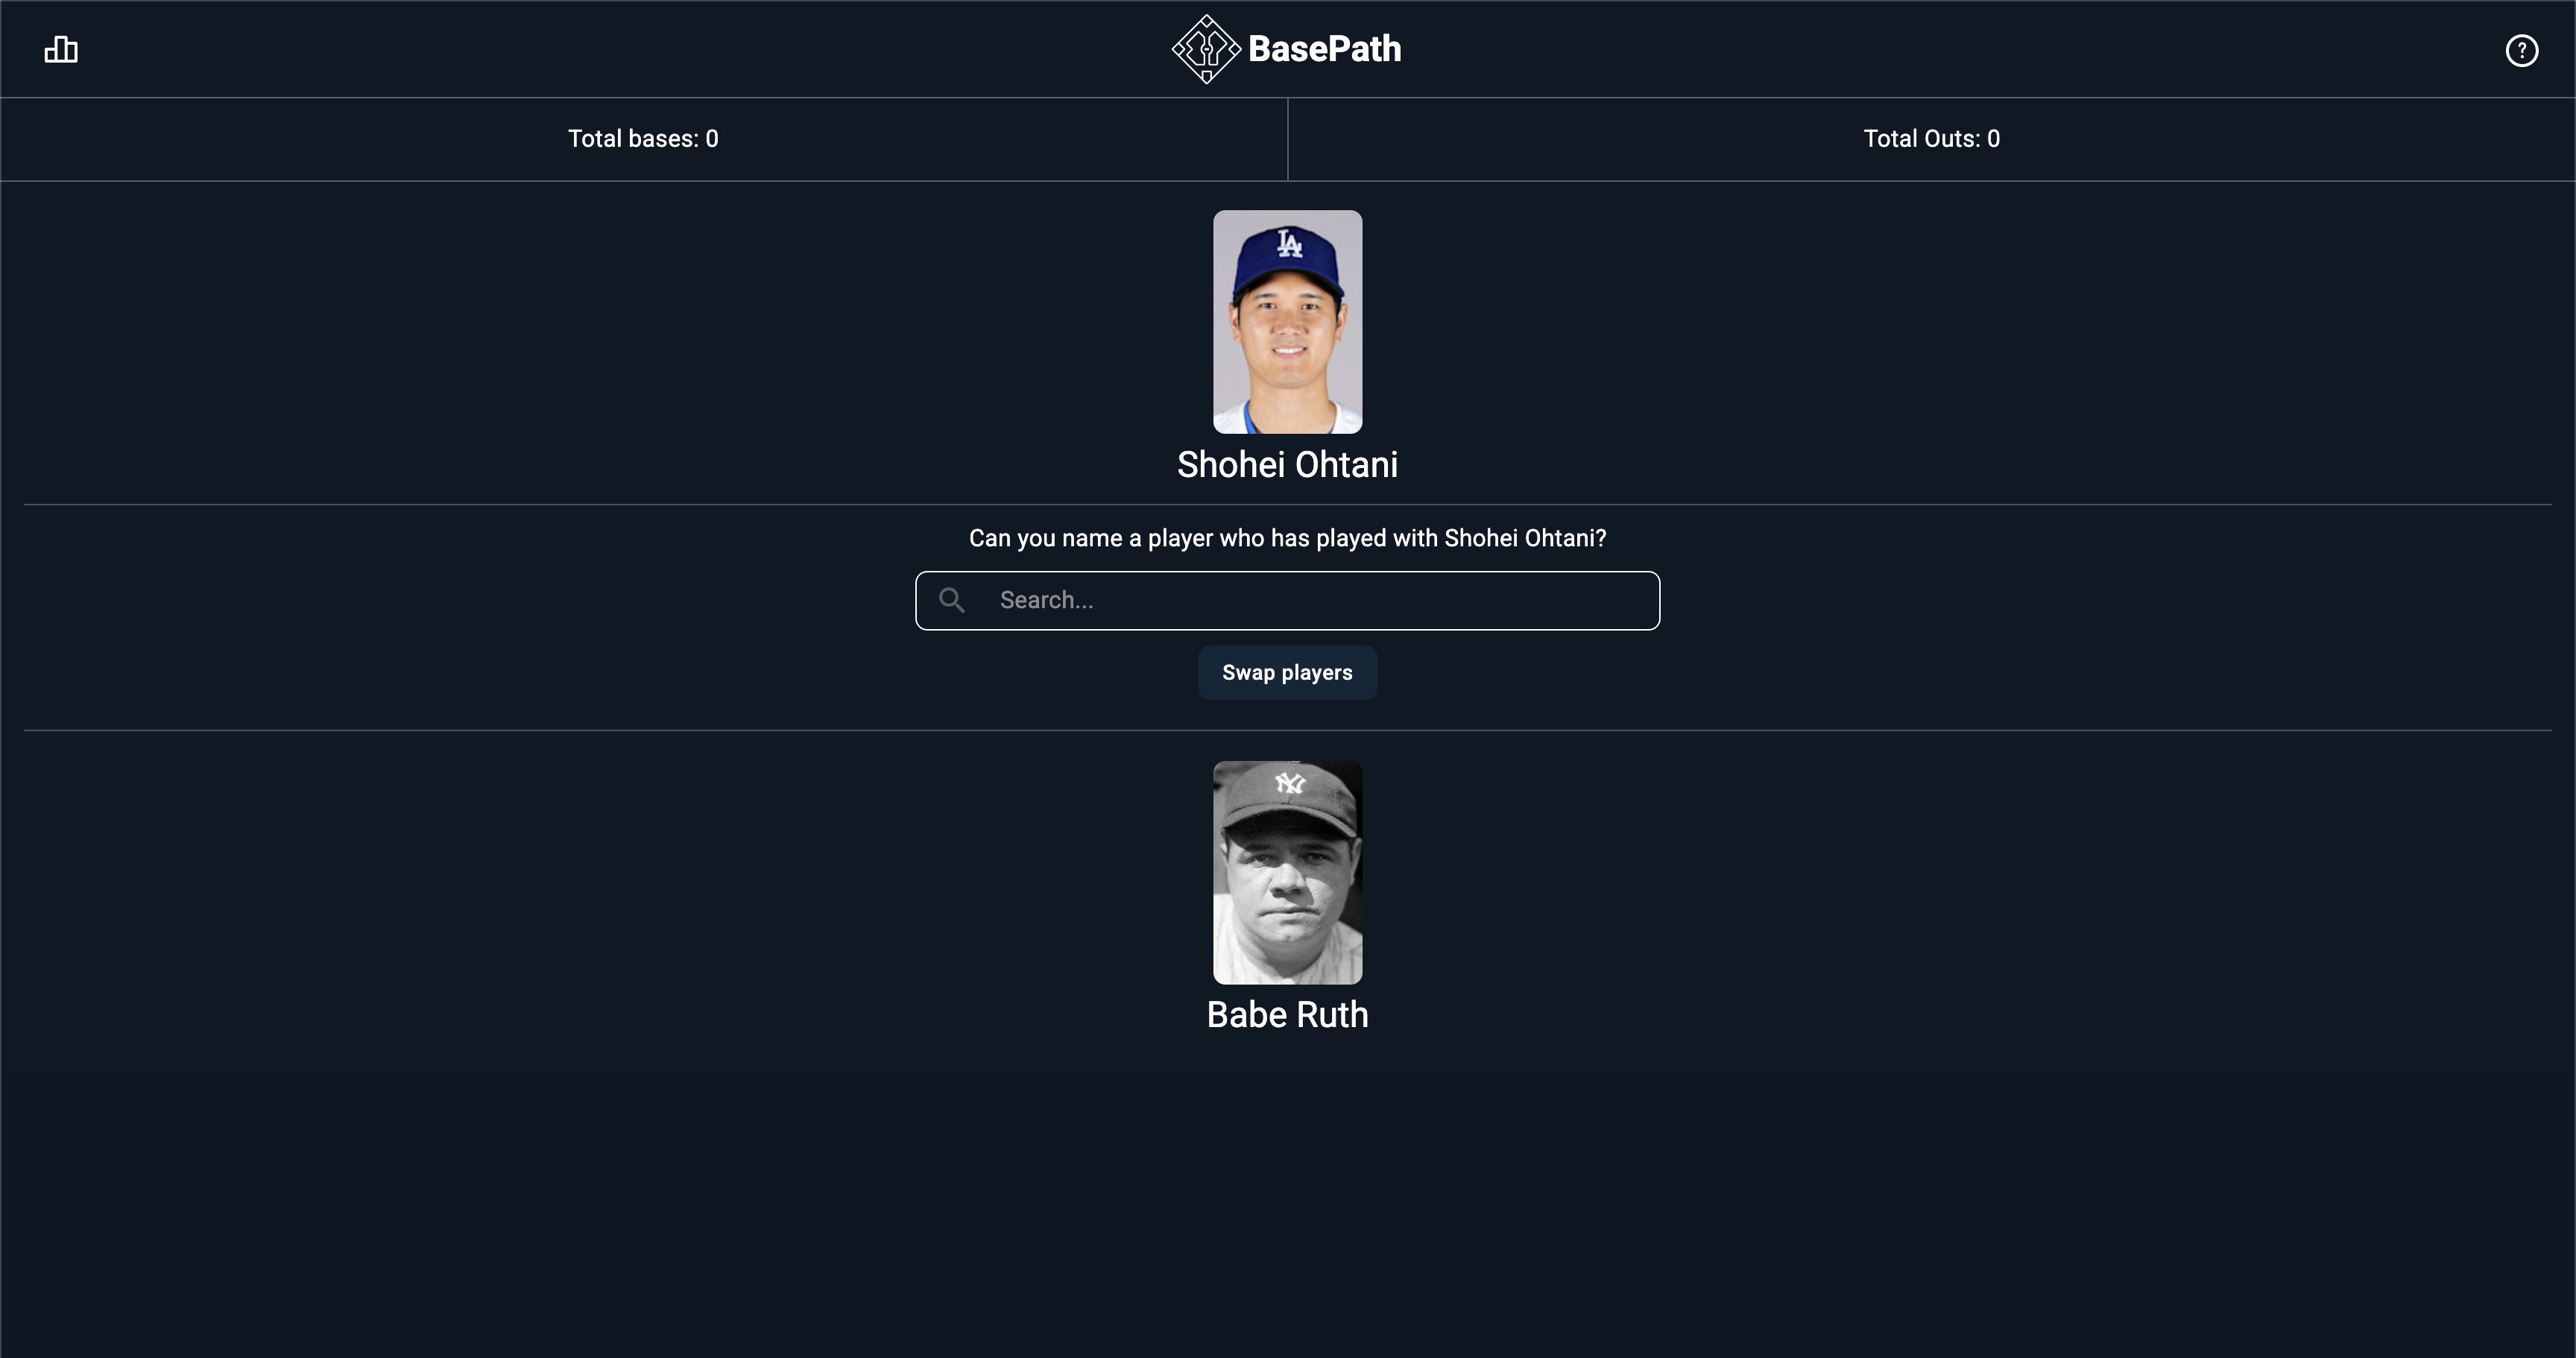 BasePath
?
Total bases: 0
Total Outs: 0
LA
Shohei Ohtani
Can you name a player who has played with Shohei Ohtani?
Search...
Swap players
NY
Babe Ruth